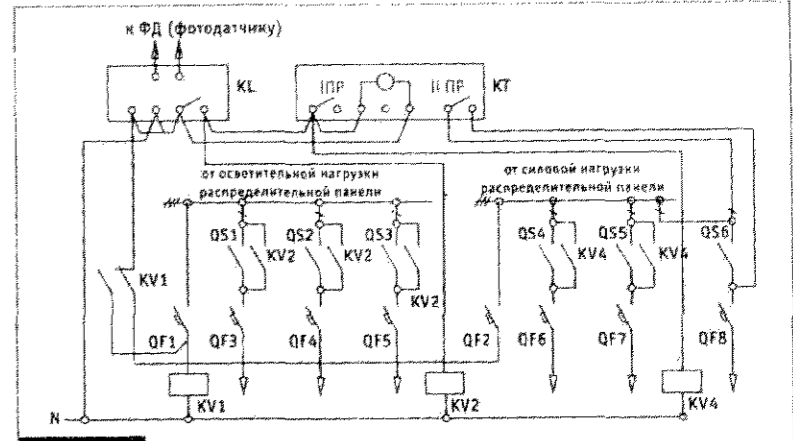 к ФД (фотодатчику)
KL
IПР
II ПР
KT
от осветительной нагрузки
распределительной панели
от силовой нагрузки
распределительной панели
QS1
QS2
QS3
QS4
QS5
QS6
KV1
KV2
KV2
KV4
KV4
KV2
QF1
QF3
QF4
QF5
QF2
QF6
QF7
QF8
KV1
KV2
KV4
N